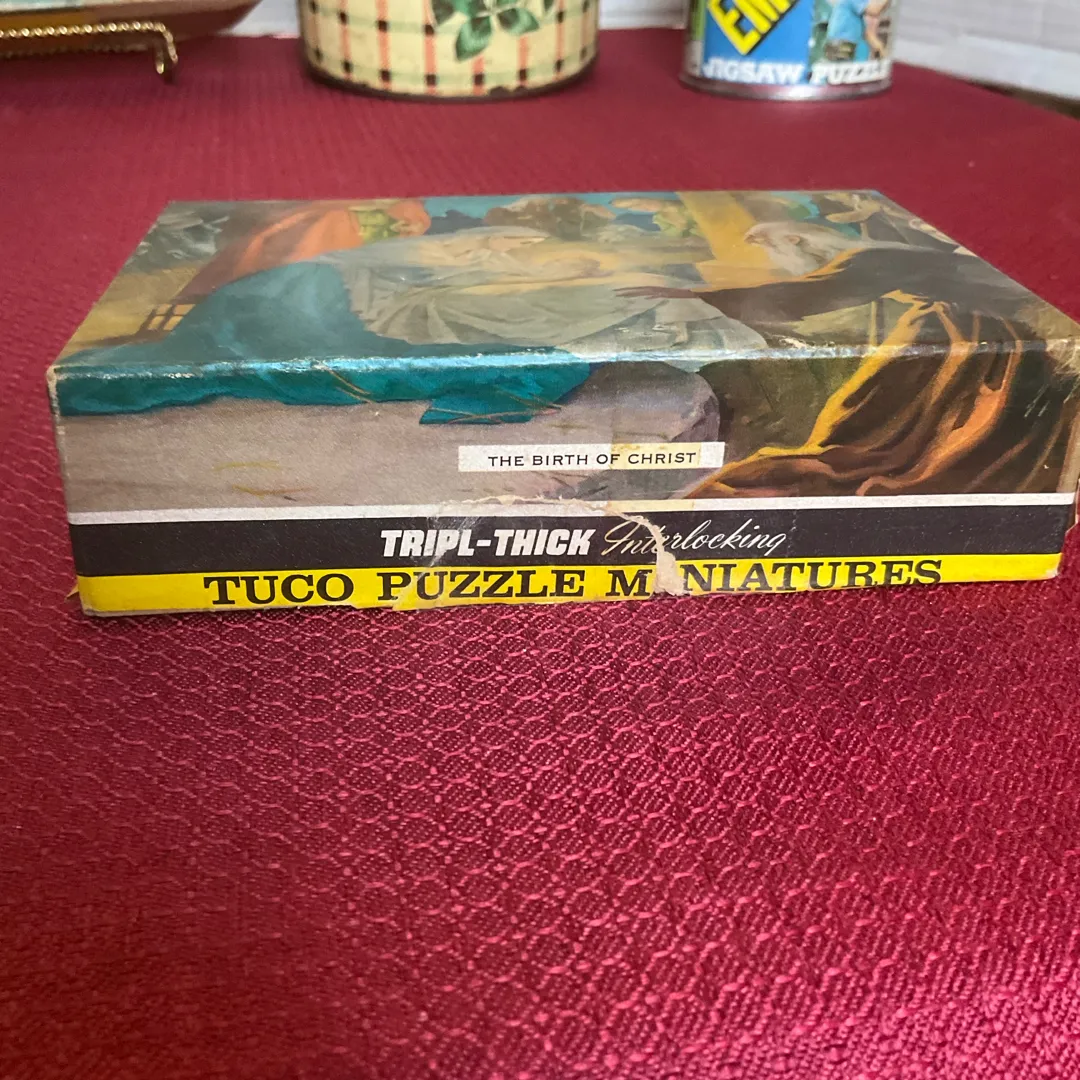 JIGSAW PUZZLE
THE BIRTH OF CHRIST
TRIPL-THICK Interlocking
TUCO PUZZLE MINIATURES